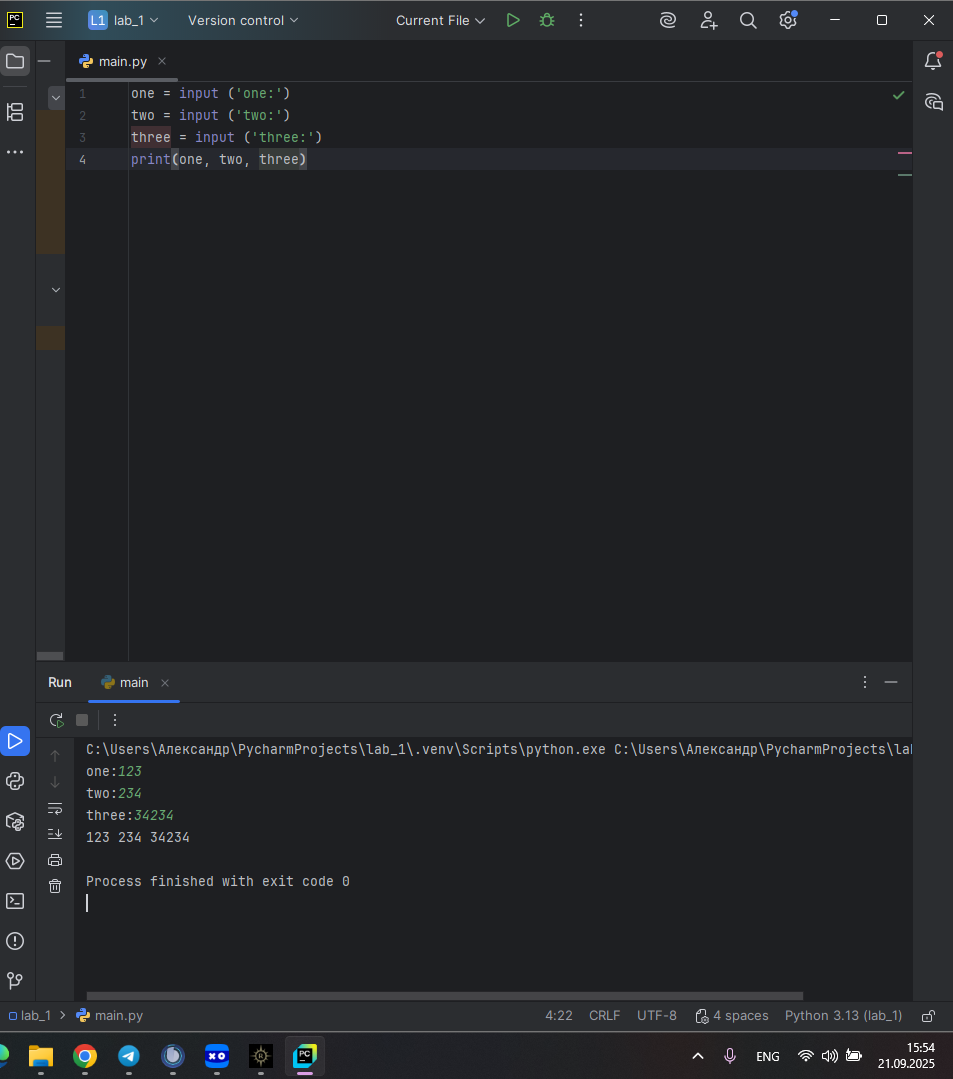 PC L1 lab_1 Version control Current File
main.py
1 one = input ('one:')
2 two = input ('two:')
3 three = input ('three:')
4 print(one, two, three)
Run main
C:\Users\Александр\PycharmProjects\lab_1\.venv\Scripts\python.exe C:\Users\Александр\PycharmProjects\lal
one:123
two:234
three:34234
123 234 34234
Process finished with exit code 0
lab_1 > main.py 4:22 CRLF UTF-8 4 spaces Python 3.13 (lab_1)
PC ENG 15:54
21.09.2025